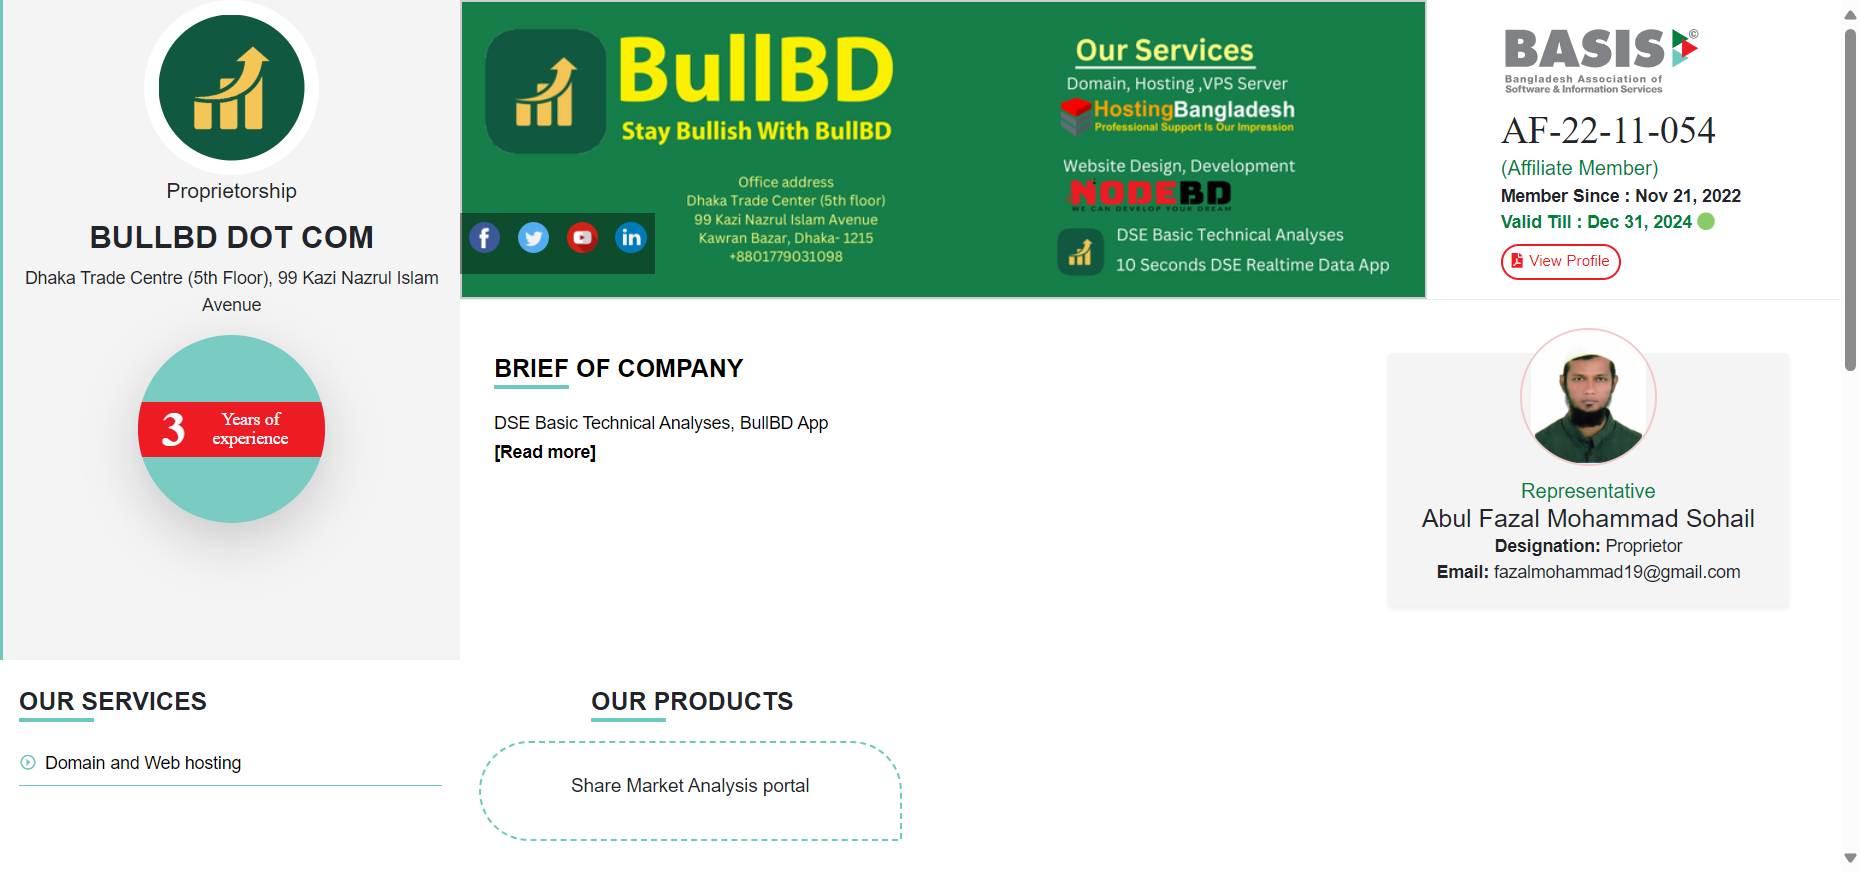 Proprietorship
BULLBD DOT COM
Dhaka Trade Centre (5th Floor), 99 Kazi Nazrul Islam
Avenue
3
Years of
experience
BullBD
Stay Bullish With BullBD
Office address
Dhaka Trade Center (5th floor)
99 Kazi Nazrul Islam Avenue
Kawran Bazar, Dhaka- 1215
+8801779031098
Our Services
Domain, Hosting ,VPS Server
HostingBangladesh
Professional Support Is Our Impression
Website Design, Development
NODEBD
WE CAN DEVELOP YOUR DREAM
DSE Basic Technical Analyses
10 Seconds DSE Realtime Data App
BASIS©
Bangladesh Association of
Software & Information Services
AF-22-11-054
(Affiliate Member)
Member Since : Nov 21, 2022
Valid Till : Dec 31, 2024
View Profile
BRIEF OF COMPANY
DSE Basic Technical Analyses, BullBD App
[Read more]
Representative
Abul Fazal Mohammad Sohail
Designation: Proprietor
Email: fazalmohammad19@gmail.com
OUR SERVICES
Domain and Web hosting
OUR PRODUCTS
Share Market Analysis portal